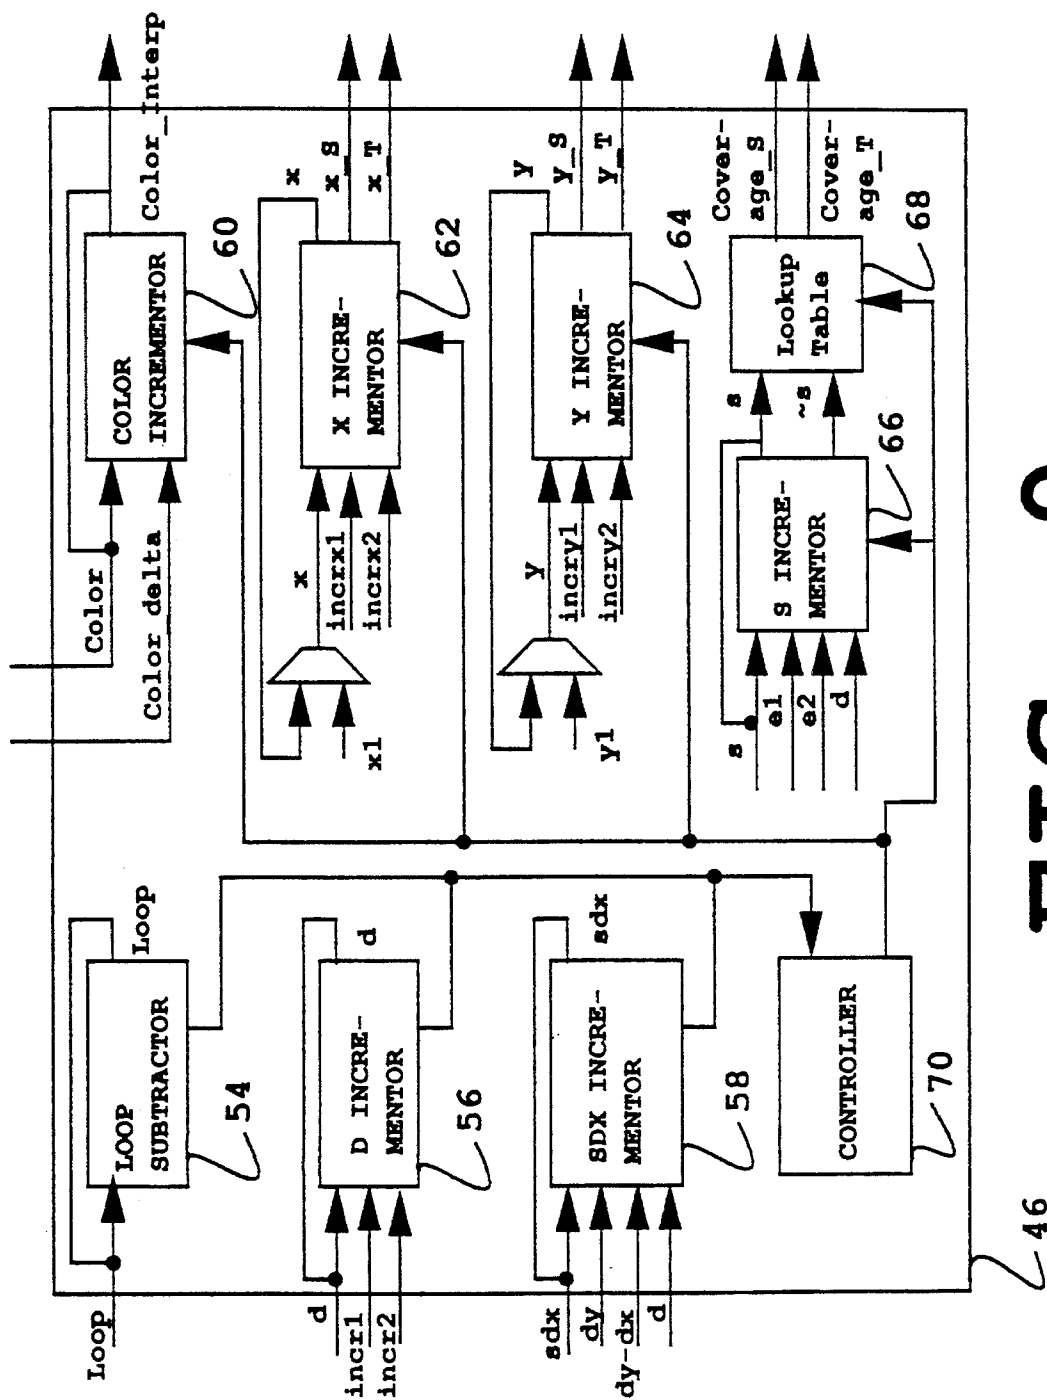 Loop
LOOP
SUBTRACTOR
Loop
54
d
incr1
incr2
D INCRE-
MENTOR
d
56
sdx
dy
dy-dx
d
SDX INCRE-
MENTOR
sdx
58
CONTROLLER
70
46
Color
Color delta
COLOR
INCREMENTOR
Color_Interp
60
x1
x
incrx1
incrx2
X INCRE-
MENTOR
x
x_S
x_T
62
y1
y
incry1
incry2
Y INCRE-
MENTOR
y
y_S
y_T
64
s
e1
e2
d
S INCRE-
MENTOR
66
s
~s
Lookup
Table
68
Cover-
age_S
Cover-
age_T